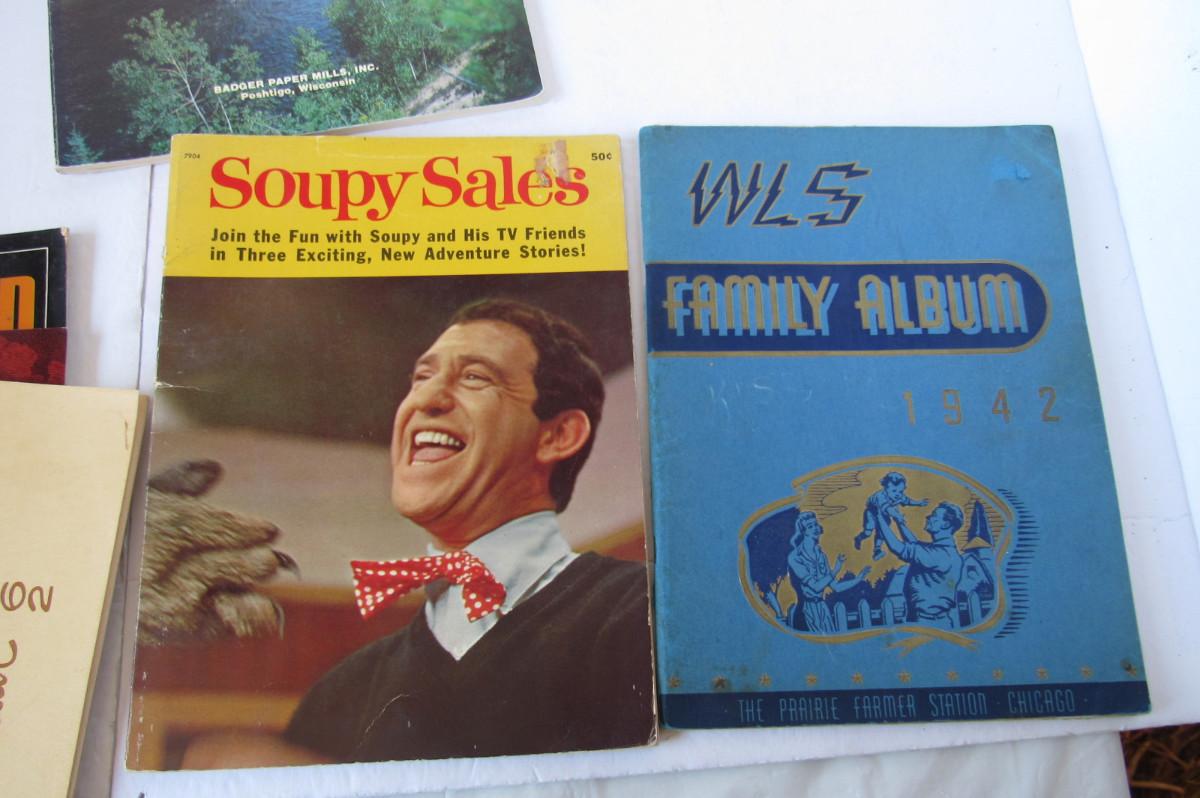 BADGER PAPER MILLS, INC.
Peshtigo, Wisconsin
7904
Soupy Sales
50¢
Join the Fun with Soupy and His TV Friends
in Three Exciting, New Adventure Stories!
WLS
FAMILY ALBUM
1942
THE PRAIRIE FARMER STATION · CHICAGO ·
62